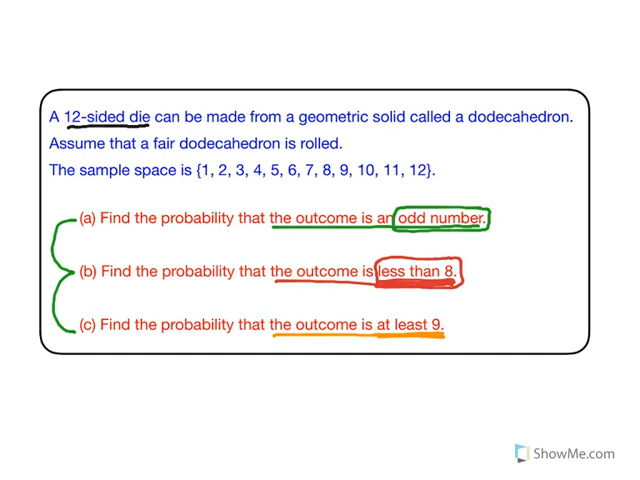 A 12-sided die can be made from a geometric solid called a dodecahedron.
Assume that a fair dodecahedron is rolled.
The sample space is {1, 2, 3, 4, 5, 6, 7, 8, 9, 10, 11, 12}.
(a) Find the probability that the outcome is an odd number.
(b) Find the probability that the outcome is less than 8.
(c) Find the probability that the outcome is at least 9.
ShowMe.com